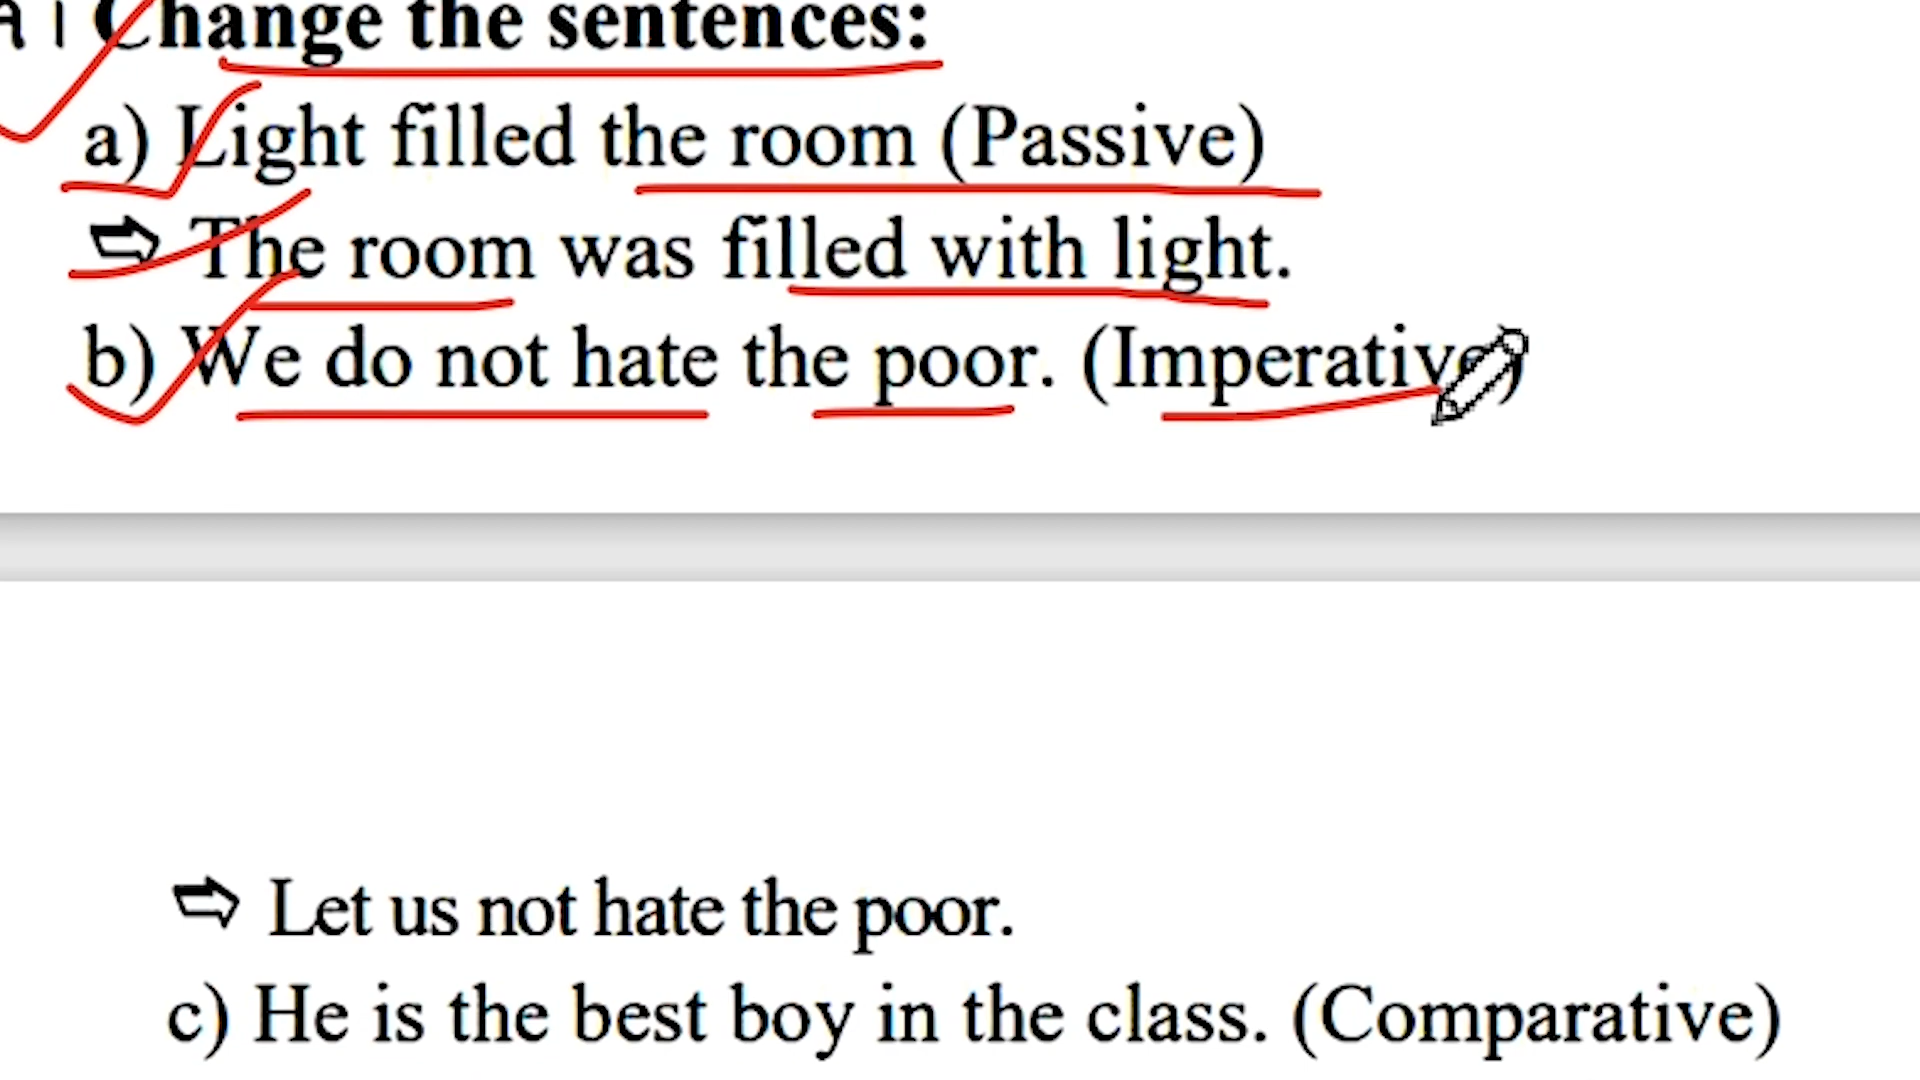 Change the sentences:
a) Light filled the room (Passive)
⇨ The room was filled with light.
b) We do not hate the poor. (Imperative)
⇨ Let us not hate the poor.
c) He is the best boy in the class. (Comparative)